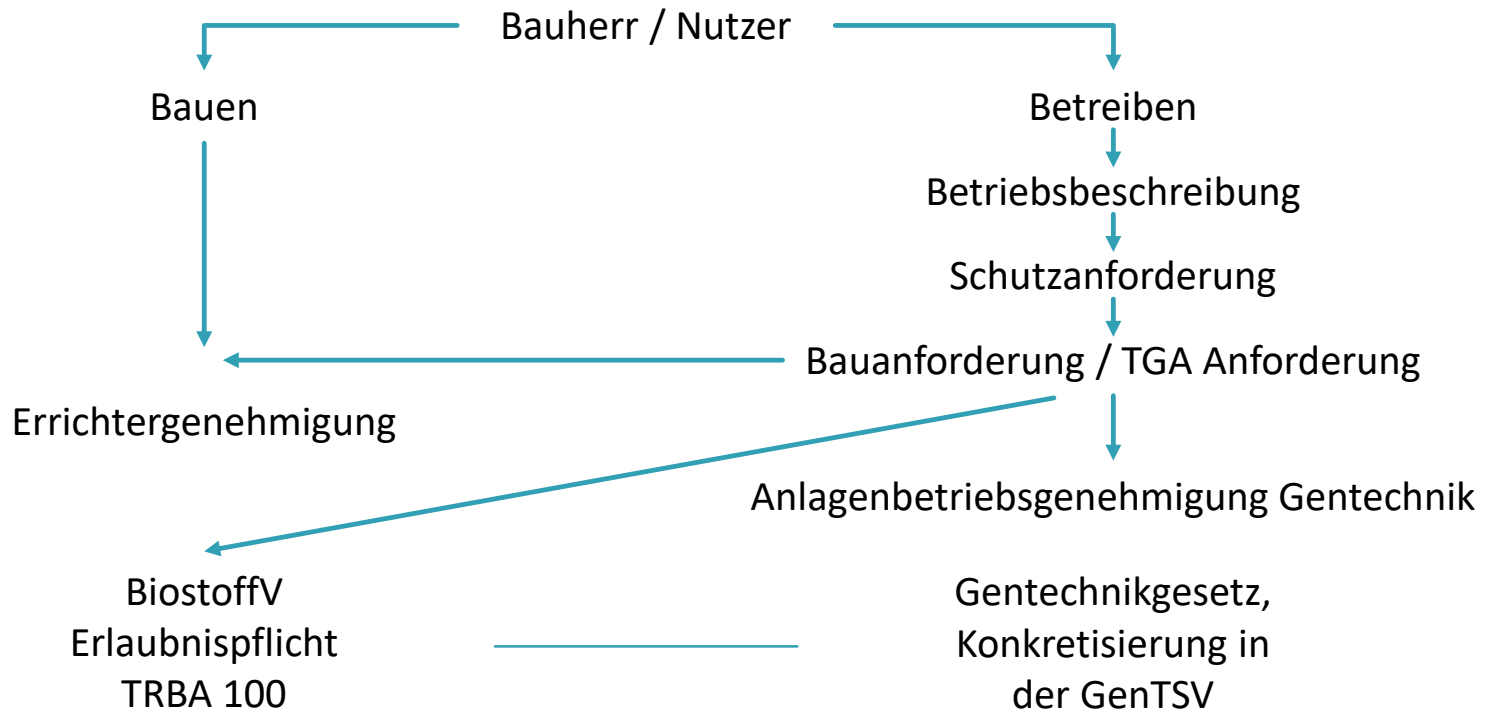 Bauherr / Nutzer
Bauen
Betreiben
Betriebsbeschreibung
Schutzanforderung
Bauanforderung / TGA Anforderung
Errichtergenehmigung
Anlagenbetriebsgenehmigung Gentechnik
BiostoffV
Erlaubnispflicht
TRBA 100
Gentechnikgesetz,
Konkretisierung in
der GenTSV